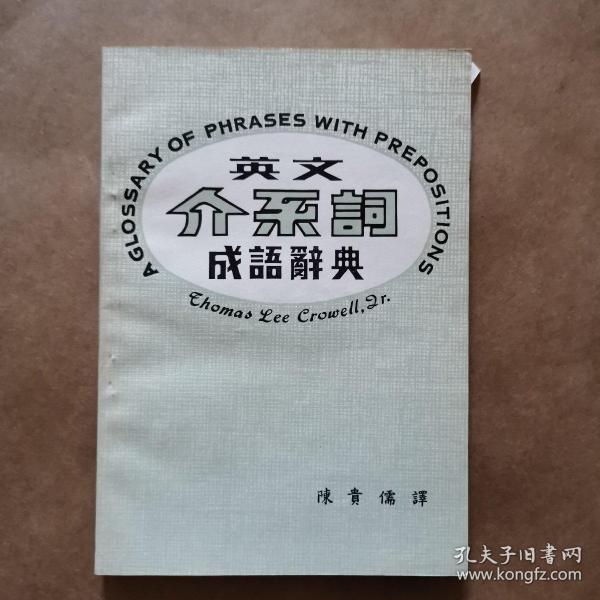 A GLOSSARY OF PHRASES WITH PREPOSITIONS
英文
介系詞
成語辭典
Thomas Lee Crowell, Jr.
陳貴儒譯
孔夫子旧書网
www.kongfz.com